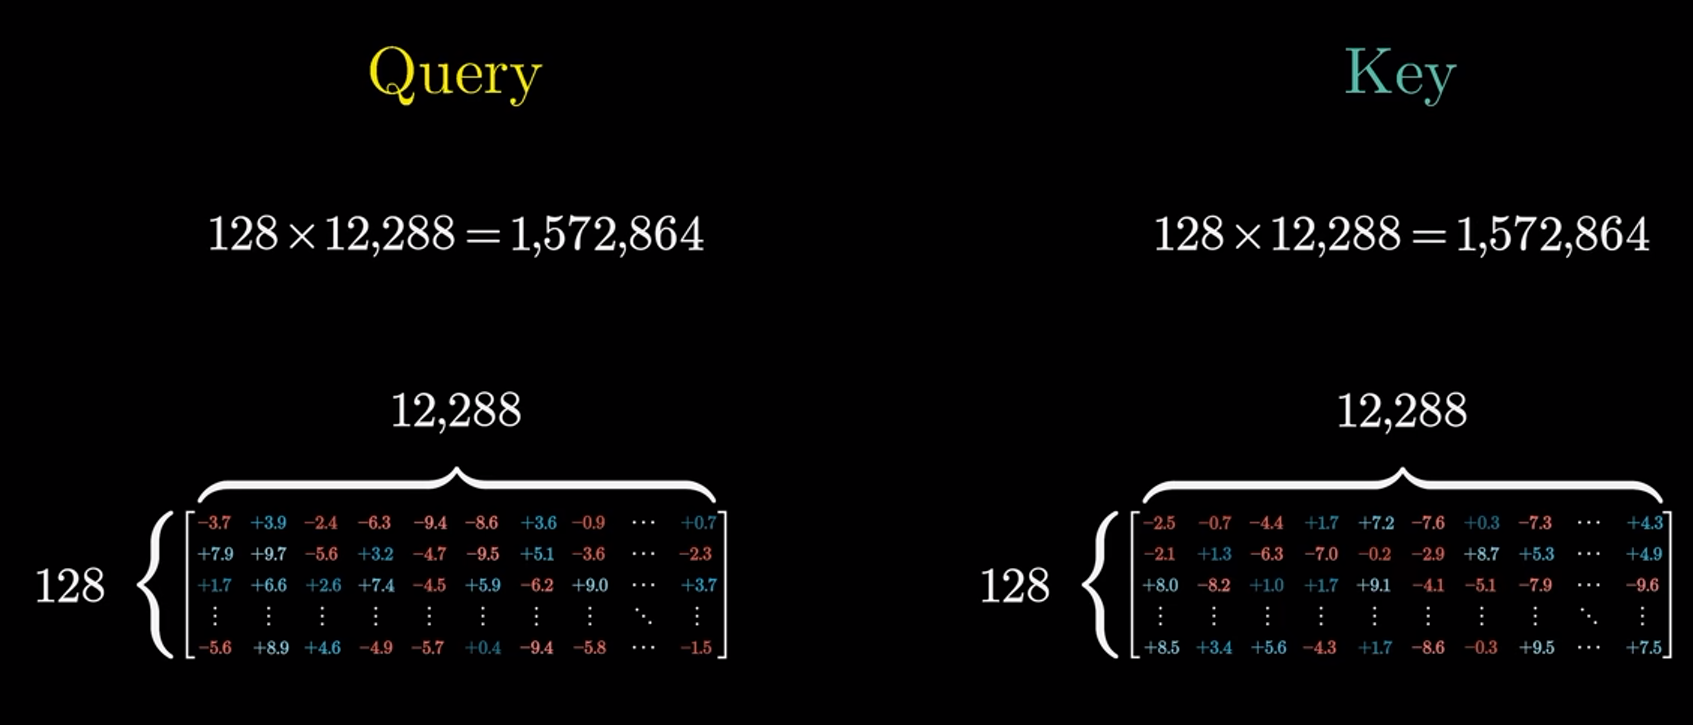 Query
128×12,288=1,572,864
12,288
128
−3.7 +3.9 −2.4 −6.3 −9.4 −8.6 +3.6 −0.9 ⋯ +0.7
+7.9 +9.7 −5.6 +3.2 −4.7 −9.5 +5.1 −3.6 ⋯ −2.3
+1.7 +6.6 +2.6 +7.4 −4.5 +5.9 −6.2 +9.0 ⋯ +3.7
⋮ ⋮ ⋮ ⋮ ⋮ ⋮ ⋮ ⋮ ⋱ ⋮
−5.6 +8.9 +4.6 −4.9 −5.7 +0.4 −9.4 −5.8 ⋯ −1.5
Key
128×12,288=1,572,864
12,288
128
−2.5 −0.7 −4.4 +1.7 +7.2 −7.6 +0.3 −7.3 ⋯ +4.3
−2.1 +1.3 −6.3 −7.0 −0.2 −2.9 +8.7 +5.3 ⋯ +4.9
+8.0 −8.2 +1.0 +1.7 +9.1 −4.1 −5.1 −7.9 ⋯ −9.6
⋮ ⋮ ⋮ ⋮ ⋮ ⋮ ⋮ ⋮ ⋱ ⋮
+8.5 +3.4 +5.6 −4.3 +1.7 −8.6 −0.3 +9.5 ⋯ +7.5